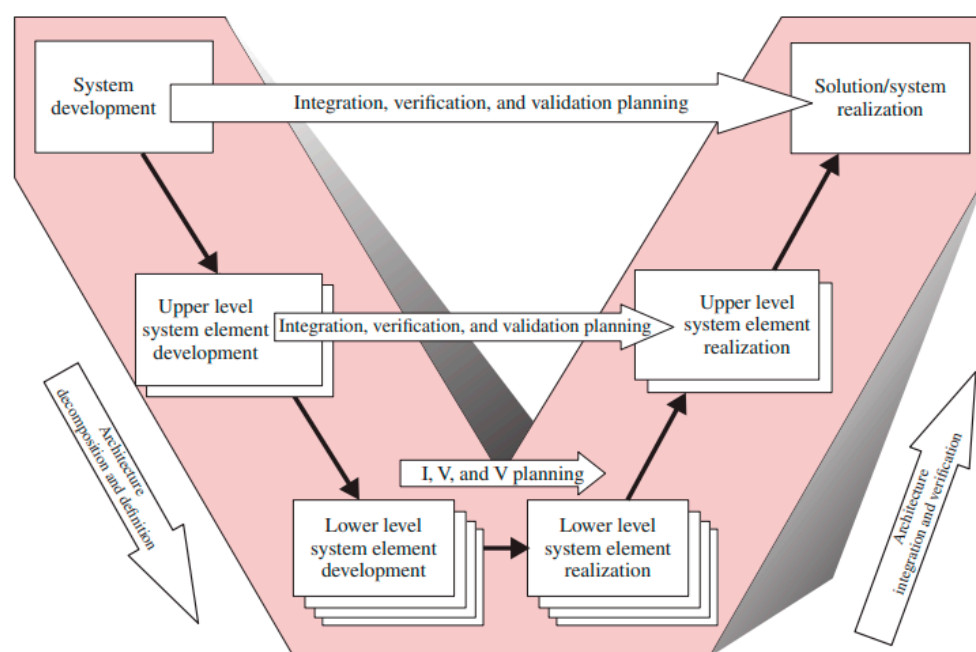 System
development
Integration, verification, and validation planning
Solution/system
realization
Upper level
system element
development
Integration, verification, and validation planning
Upper level
system element
realization
Architecture
decomposition and definition
I, V, and V planning
Lower level
system element
development
Lower level
system element
realization
Architecture
integration and verification